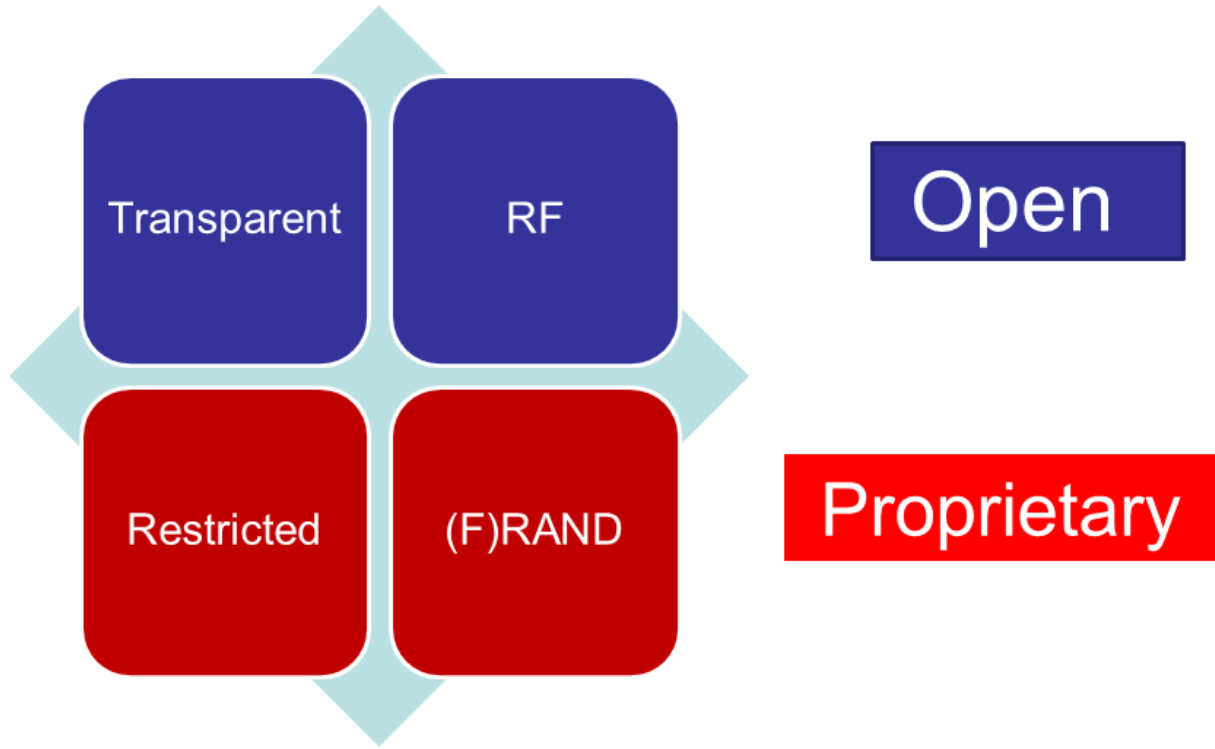 Transparent
RF
Open
Restricted
(F)RAND
Proprietary